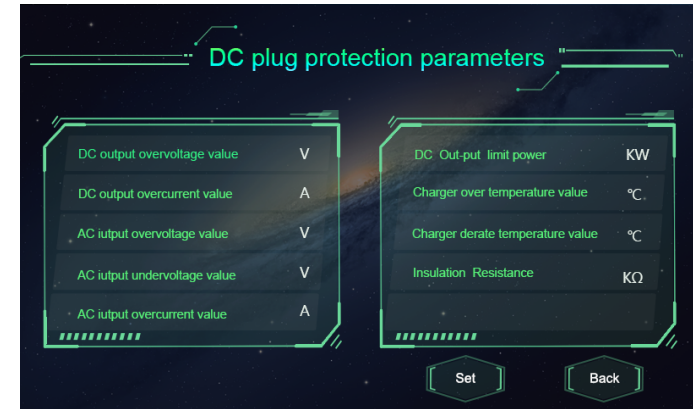 DC plug protection parameters
DC output overvoltage value V
DC output overcurrent value A
AC iutput overvoltage value V
AC iutput undervoltage value V
AC iutput overcurrent value A
DC Out-put limit power KW
Charger over temperature value ℃
Charger derate temperature value ℃
Insulation Resistance KΩ
Set
Back